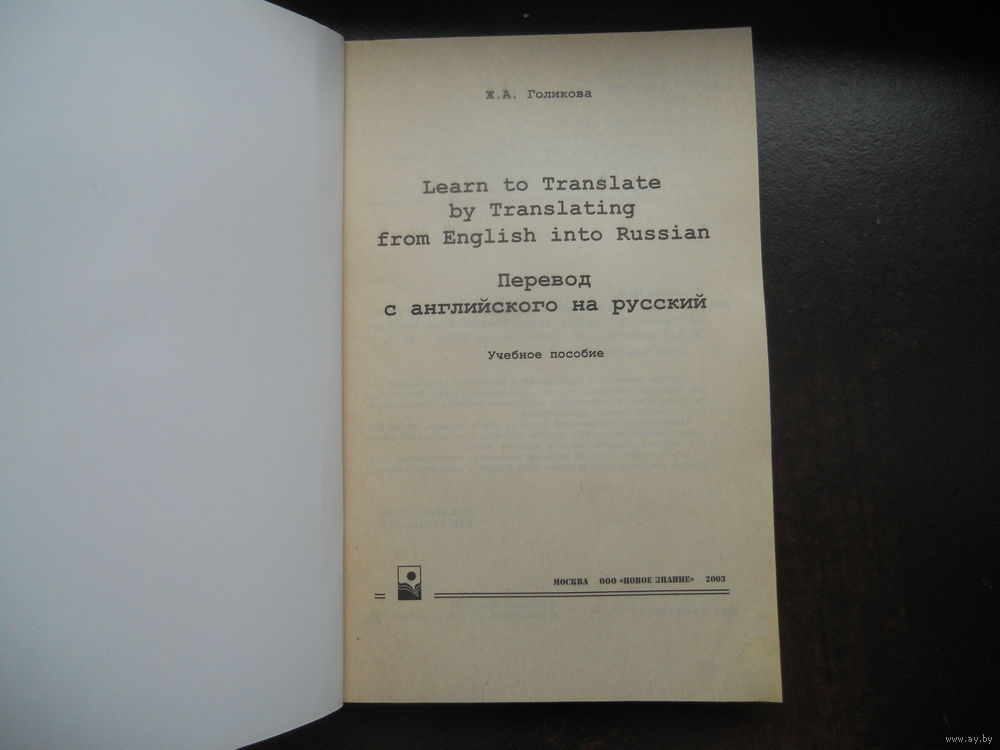 Ж.А. Голикова
Learn to Translate
by Translating
from English into Russian
Перевод
с английского на русский
Учебное пособие
МОСКВА ООО «НОВОЕ ЗНАНИЕ» 2003
www.ay.by